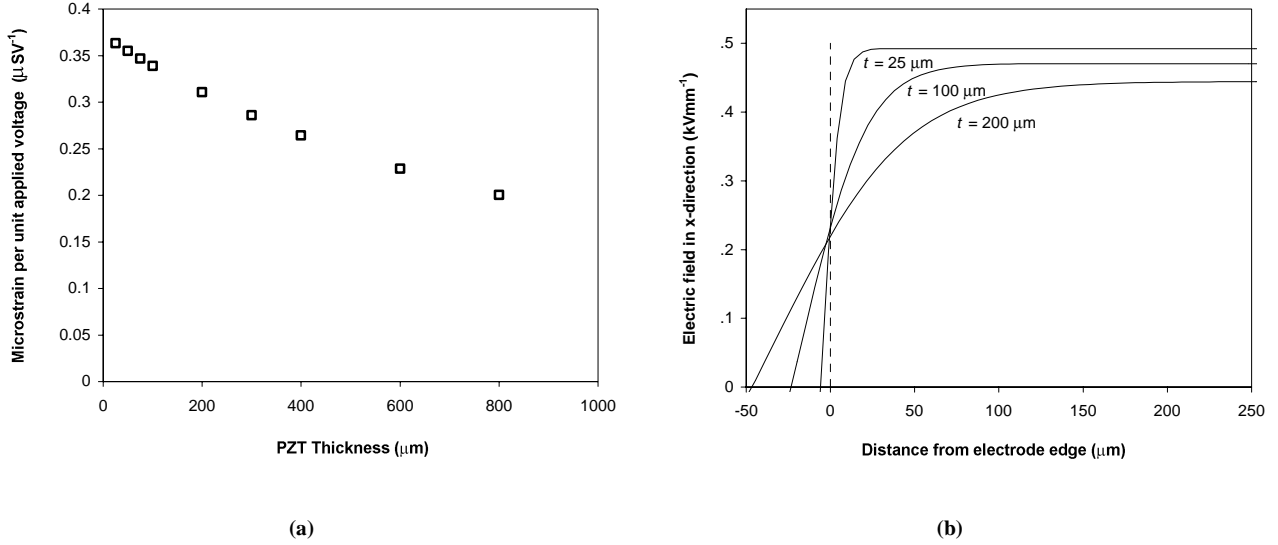 Microstrain per unit applied voltage (μSV⁻¹)
0.4
0.35
0.3
0.25
0.2
0.15
0.1
0.05
0
0 200 400 600 800 1000
PZT Thickness (μm)
(a)
Electric field in x-direction (kVmm⁻¹)
.5
.4
.3
.2
.1
0
t = 25 μm
t = 100 μm
t = 200 μm
-50 0 50 100 150 200 250
Distance from electrode edge (μm)
(b)